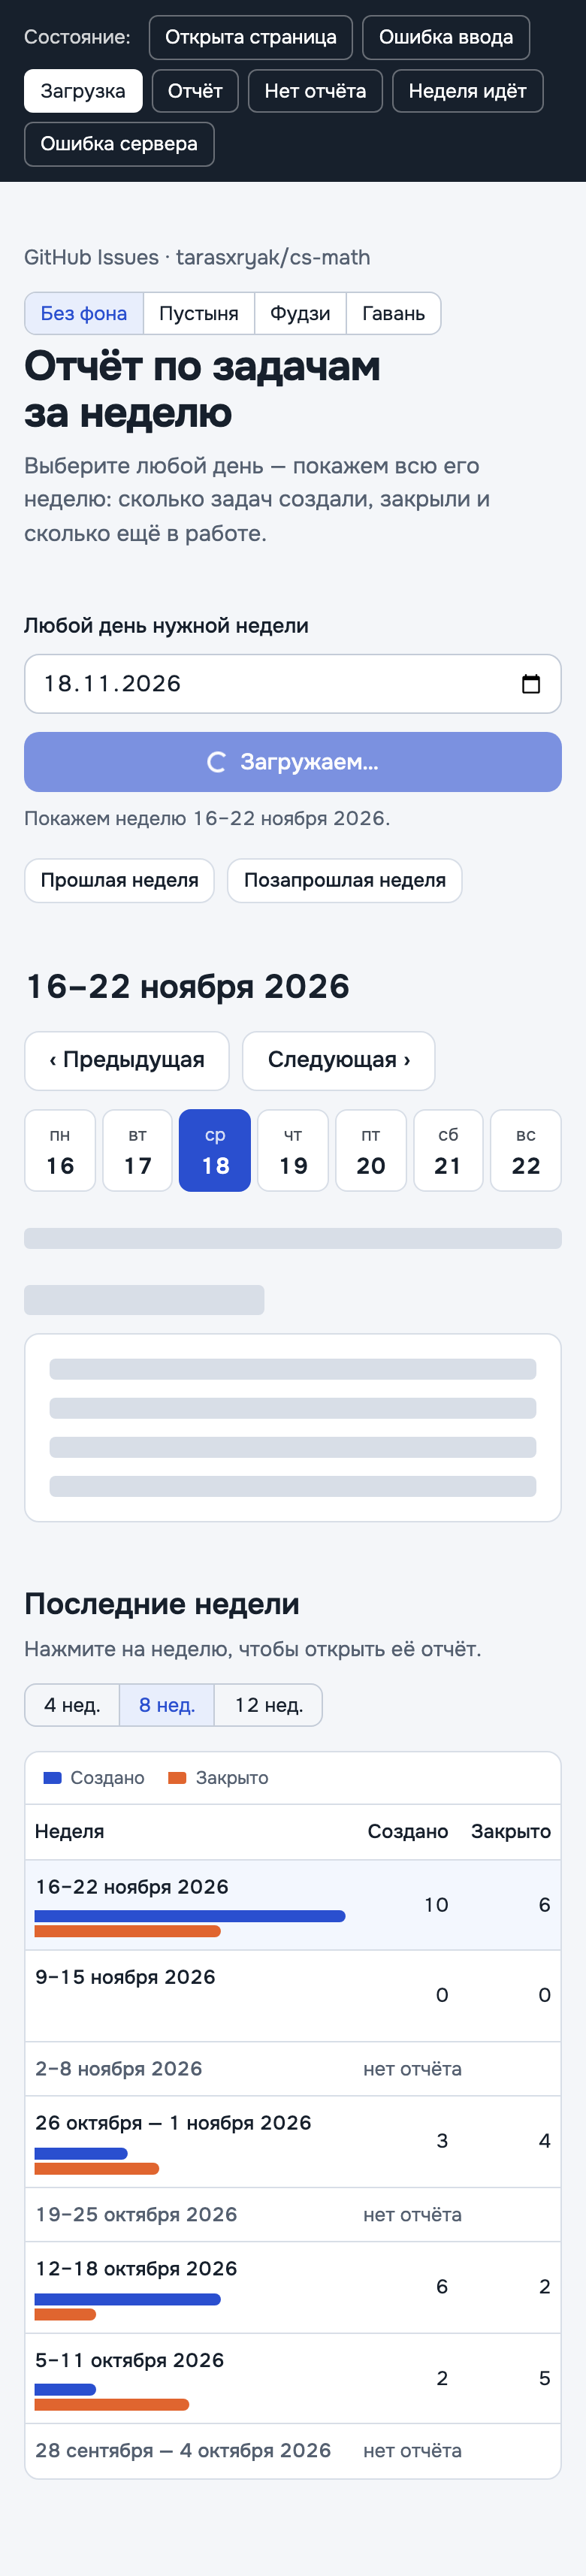 Состояние: Открыта страница Ошибка ввода
Загрузка Отчёт Нет отчёта Неделя идёт
Ошибка сервера
GitHub Issues · tarasxryak/cs-math
Без фона Пустыня Фудзи Гавань
Отчёт по задачам
за неделю
Выберите любой день — покажем всю его
неделю: сколько задач создали, закрыли и
сколько ещё в работе.
Любой день нужной недели
18.11.2026
Загружаем...
Покажем неделю 16–22 ноября 2026.
Прошлая неделя Позапрошлая неделя
16–22 ноября 2026
‹ Предыдущая Следующая ›
пн вт ср чт пт сб вс
16 17 18 19 20 21 22
Последние недели
Нажмите на неделю, чтобы открыть её отчёт.
4 нед. 8 нед. 12 нед.
Создано Закрыто
Неделя Создано Закрыто
16–22 ноября 2026 10 6
9–15 ноября 2026 0 0
2–8 ноября 2026 нет отчёта
26 октября — 1 ноября 2026 3 4
19–25 октября 2026 нет отчёта
12–18 октября 2026 6 2
5–11 октября 2026 2 5
28 сентября — 4 октября 2026 нет отчёта